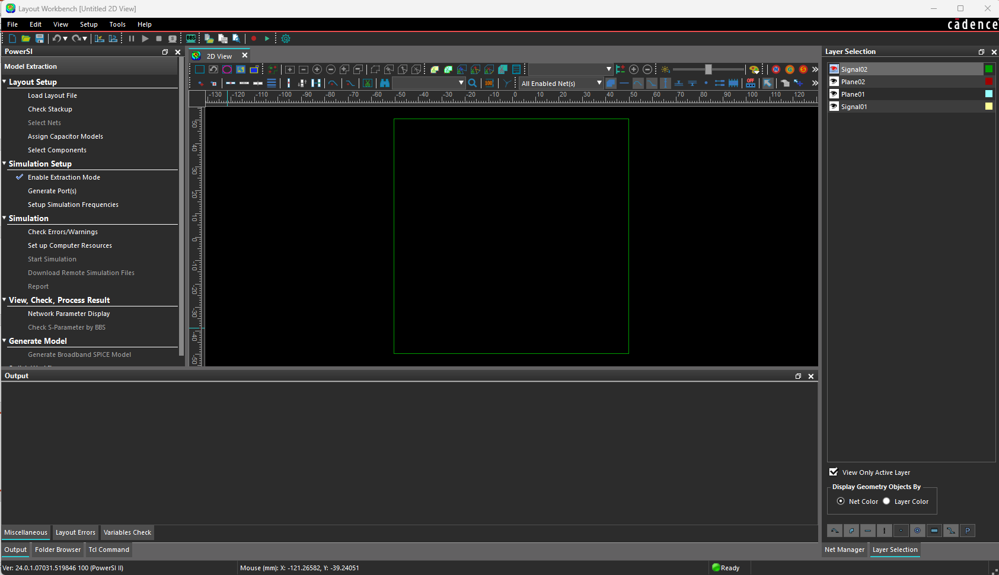 Layout Workbench [Untitled 2D View]
File Edit View Setup Tools Help
cādence
BBS
PowerSI
2D View
Layer Selection
Model Extraction
Layout Setup
Load Layout File
Check Stackup
Select Nets
Assign Capacitor Models
Select Components
Simulation Setup
Enable Extraction Mode
Generate Port(s)
Setup Simulation Frequencies
Simulation
Check Errors/Warnings
Set up Computer Resources
Start Simulation
Download Remote Simulation Files
Report
View, Check, Process Result
Network Parameter Display
Check S-Parameter by BBS
Generate Model
Generate Broadband SPICE Model
N G S
100 All Enabled Net(s) OFF
-130 -120 -110 -100 -90 -80 -70 -60 -50 -40 -30 -20 -10 0 10 20 30 40 50 60 70 80 90 100 110 120
50
40
30
20
10
0
-10
-20
-30
-40
-50
Signal02
Plane02
Plane01
Signal01
View Only Active Layer
Display Geometry Objects By
Net Color Layer Color
P
Net Manager Layer Selection
Output
Miscellaneous Layout Errors Variables Check
Output Folder Browser Tcl Command
Ver: 24.0.1.07031.519846 100 (PowerSI II) Mouse (mm): X: -121.26582, Y: -39.24051 Ready